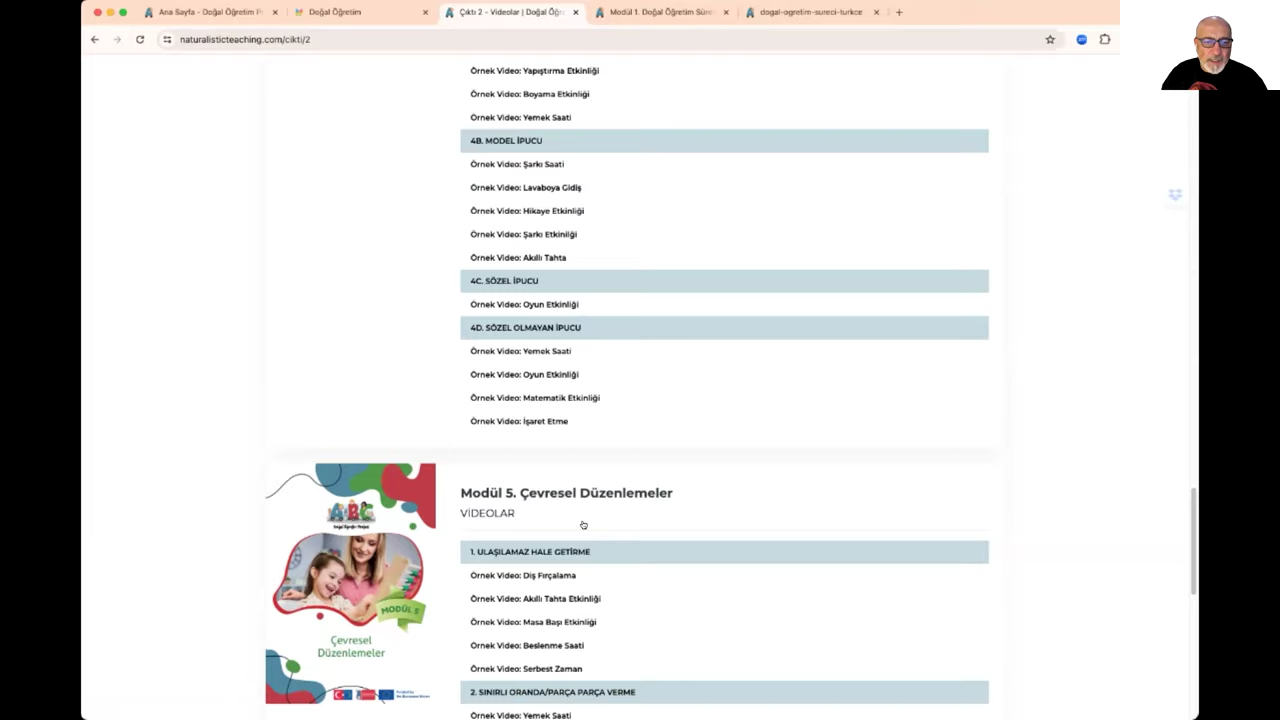 Ana Sayfa - Doğal Öğretim P
Doğal Öğretim
Çıktı 2 – Videolar | Doğal Öğre
Modül 1. Doğal Öğretim Süre
dogal-ogretim-sureci-turkce
naturalisticteaching.com/cikti/2
Örnek Video: Yapıştırma Etkinliği
Örnek Video: Boyama Etkinliği
Örnek Video: Yemek Saati
4B. MODEL İPUCU
Örnek Video: Şarkı Saati
Örnek Video: Lavaboya Gidiş
Örnek Video: Hikaye Etkinliği
Örnek Video: Şarkı Etkinilği
Örnek Video: Akıllı Tahta
4C. SÖZEL İPUCU
Örnek Video: Oyun Etkinliği
4D. SÖZEL OLMAYAN İPUCU
Örnek Video: Yemek Saati
Örnek Video: Oyun Etkinliği
Örnek Video: Matematik Etkinliği
Örnek Video: İşaret Etme
ABC
MODÜL 5
Çevresel
Düzenlemeler
Modül 5. Çevresel Düzenlemeler
VİDEOLAR
1. ULAŞILAMAZ HALE GETİRME
Örnek Video: Diş Fırçalama
Örnek Video: Akıllı Tahta Etkinliği
Örnek Video: Masa Başı Etkinliği
Örnek Video: Beslenme Saati
Örnek Video: Serbest Zaman
2. SINIRLI ORANDA/PARÇA PARÇA VERME
Örnek Video: Yemek Saati